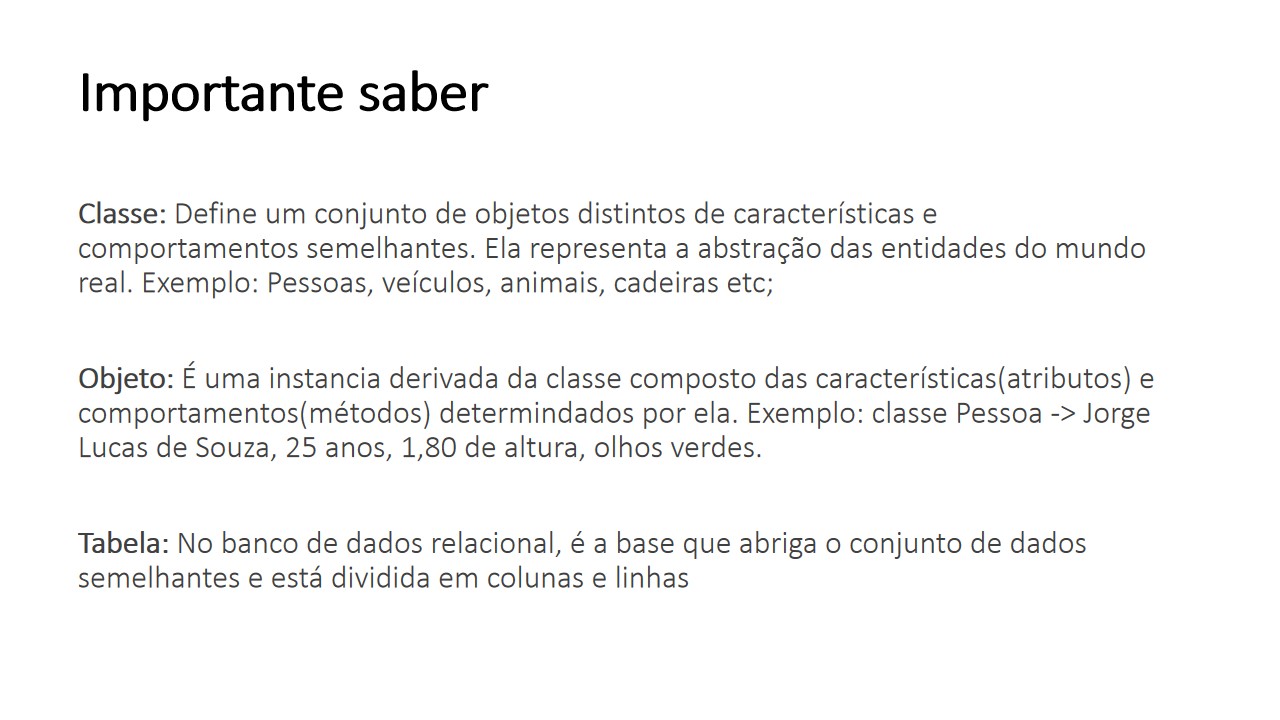 Importante saber
Classe: Define um conjunto de objetos distintos de características e
comportamentos semelhantes. Ela representa a abstração das entidades do mundo
real. Exemplo: Pessoas, veículos, animais, cadeiras etc;
Objeto: É uma instancia derivada da classe composto das características(atributos) e
comportamentos(métodos) determindados por ela. Exemplo: classe Pessoa -> Jorge
Lucas de Souza, 25 anos, 1,80 de altura, olhos verdes.
Tabela: No banco de dados relacional, é a base que abriga o conjunto de dados
semelhantes e está dividida em colunas e linhas